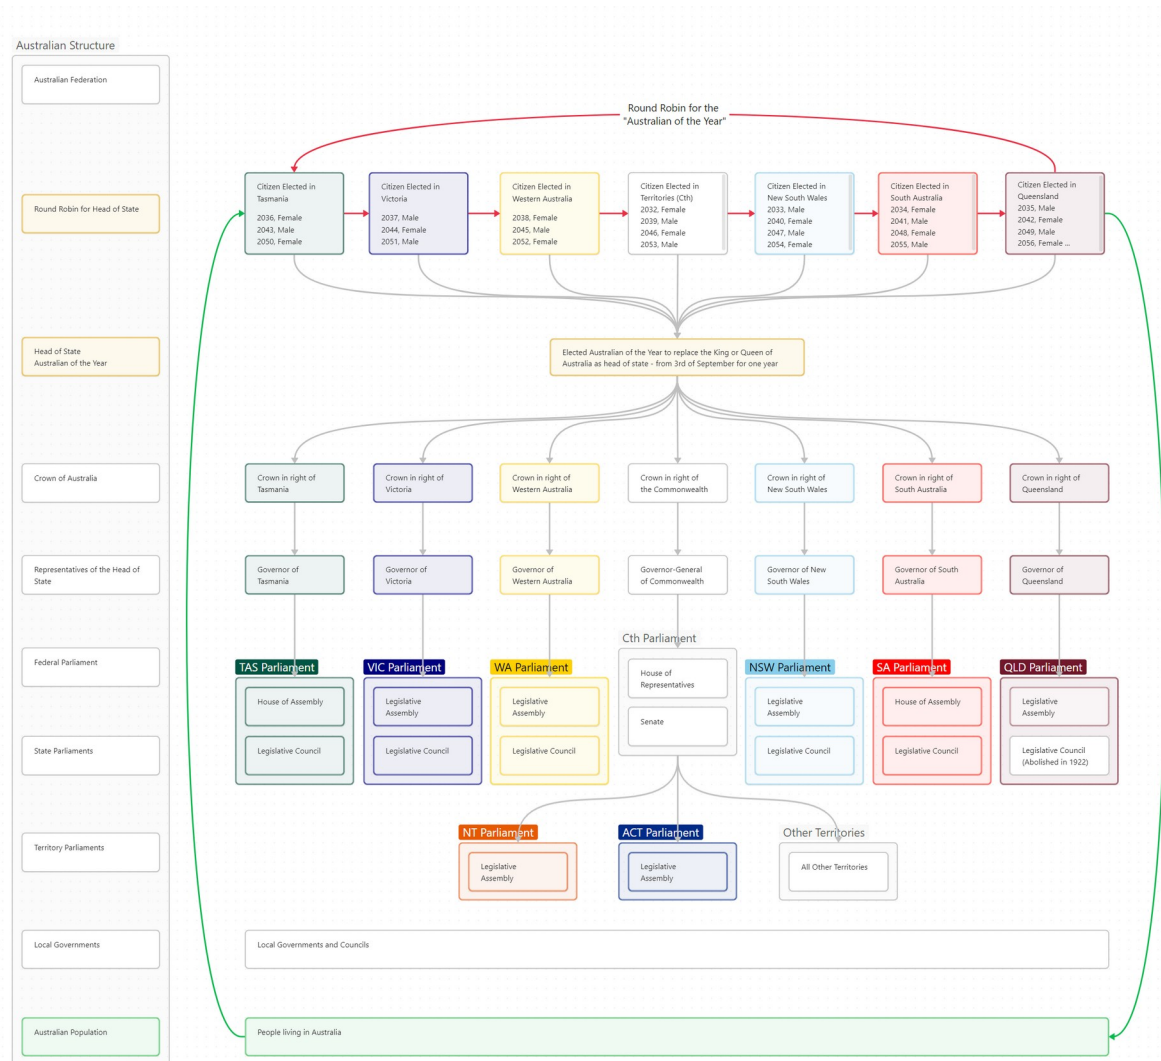 Australian Structure
Australian Federation
Round Robin for the
"Australian of the Year"
Round Robin for Head of State
Citizen Elected in
Tasmania
2036, Female
2043, Male
2050, Female
Citizen Elected in
Victoria
2037, Male
2044, Female
2051, Male
Citizen Elected in
Western Australia
2038, Female
2045, Male
2052, Female
Citizen Elected in
Territories (Cth)
2032, Female
2039, Male
2046, Female
2053, Male
Citizen Elected in
New South Wales
2033, Male
2040, Female
2047, Male
2054, Female
Citizen Elected in
South Australia
2034, Female
2041, Male
2048, Female
2055, Male
Citizen Elected in
Queensland
2035, Male
2042, Female
2049, Male
2056, Female ...
Head of State
Australian of the Year
Elected Australian of the Year to replace the King or Queen of
Australia as head of state - from 3rd of September for one year
Crown of Australia
Crown in right of
Tasmania
Crown in right of
Victoria
Crown in right of
Western Australia
Crown in right of
the Commonwealth
Crown in right of
New South Wales
Crown in right of
South Australia
Crown in right of
Queensland
Representatives of the Head of
State
Governor of
Tasmania
Governor of
Victoria
Governor of
Western Australia
Governor-General
of Commonwealth
Governor of New
South Wales
Governor of South
Australia
Governor of
Queensland
Federal Parliament
TAS Parliament
House of Assembly
Legislative Council
VIC Parliament
Legislative
Assembly
Legislative Council
WA Parliament
Legislative
Assembly
Legislative Council
Cth Parliament
House of
Representatives
Senate
NSW Parliament
Legislative
Assembly
Legislative Council
SA Parliament
House of Assembly
Legislative Council
QLD Parliament
Legislative
Assembly
Legislative Council
(Abolished in 1922)
State Parliaments
Territory Parliaments
NT Parliament
Legislative
Assembly
ACT Parliament
Legislative
Assembly
Other Territories
All Other Territories
Local Governments
Local Governments and Councils
Australian Population
People living in Australia